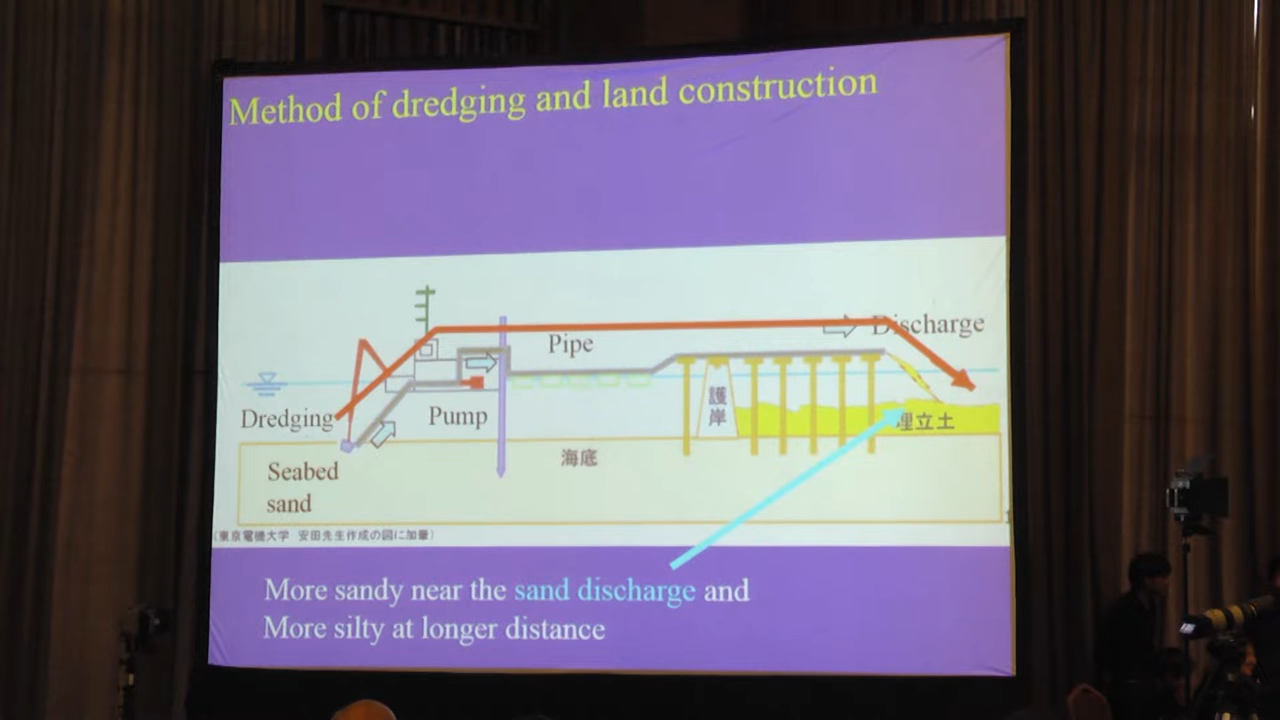 Method of dredging and land construction
Discharge
Pipe
Dredging
Pump
護岸
埋立土
海底
Seabed
sand
(東京電機大学 安田先生作成の図に加筆)
More sandy near the sand discharge and
More silty at longer distance